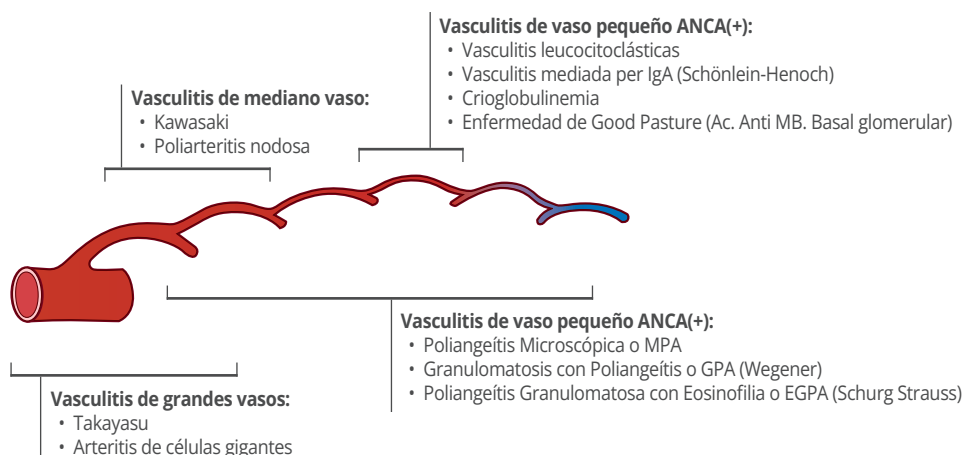 Vasculitis de vaso pequeño ANCA(+):
• Vasculitis leucocitoclásticas
• Vasculitis mediada per IgA (Schönlein-Henoch)
• Crioglobulinemia
• Enfermedad de Good Pasture (Ac. Anti MB. Basal glomerular)
Vasculitis de mediano vaso:
• Kawasaki
• Poliarteritis nodosa
Vasculitis de vaso pequeño ANCA(+):
• Poliangeítis Microscópica o MPA
• Granulomatosis con Poliangeítis o GPA (Wegener)
• Poliangeítis Granulomatosa con Eosinofilia o EGPA (Schurg Strauss)
Vasculitis de grandes vasos:
• Takayasu
• Arteritis de células gigantes